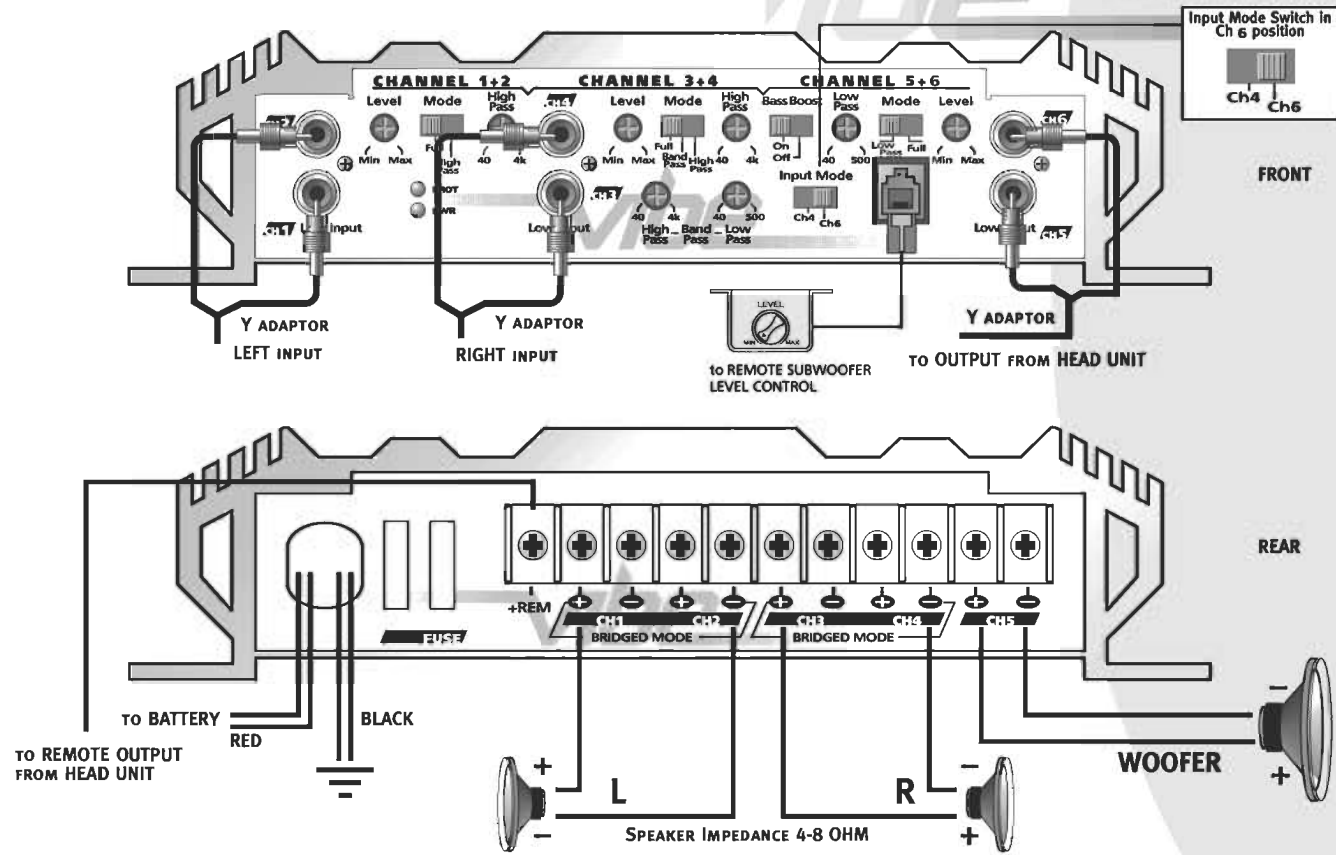 Input Mode Switch in
Ch 6 position
Ch4 Ch6
CHANNEL 1+2 CHANNEL 3+4 CHANNEL 5+6
Level Mode High Pass CH4 Level Mode High Pass Bass Boost Low Pass Mode Level CH6
Min Max Full High Pass 40 4k Min Max Full Band Pass High Pass 40 4k On Off 40 500 Low Pass Full Min Max
Input Mode
PWR
CH3
40 4k 40 500
Ch4 Ch6
CH1 Input CH5
High Pass Band Pass Low Pass
vibe
FRONT
LEVEL
MIN MAX
Y ADAPTOR
LEFT INPUT
Y ADAPTOR
RIGHT INPUT
to REMOTE SUBWOOFER
LEVEL CONTROL
Y ADAPTOR
TO OUTPUT FROM HEAD UNIT
REAR
+REM
+ − + − + − + − + −
CH1 CH2 CH3 CH4 CH5
FUSE
BRIDGED MODE BRIDGED MODE
vibe
TO BATTERY
RED
BLACK
TO REMOTE OUTPUT
FROM HEAD UNIT
+ L −
− R +
SPEAKER IMPEDANCE 4-8 OHM
− WOOFER +